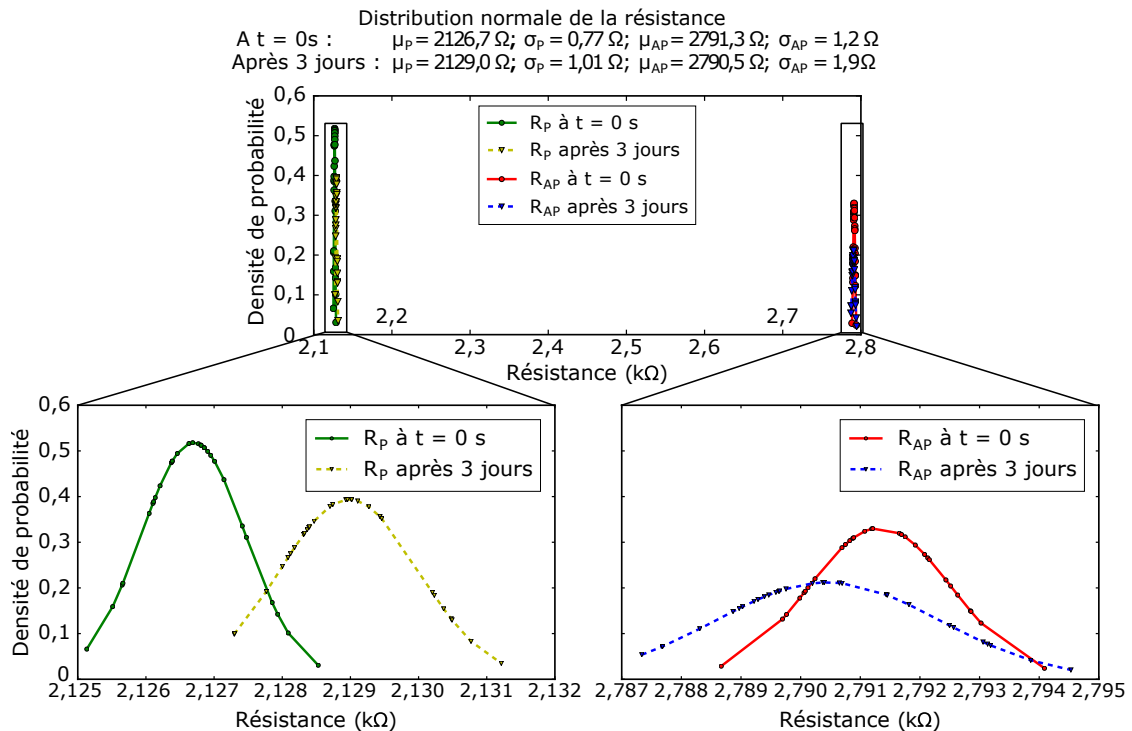 Distribution normale de la résistance
A t = 0s : μP = 2126,7 Ω; σP = 0,77 Ω; μAP = 2791,3 Ω; σAP = 1,2 Ω
Après 3 jours : μP = 2129,0 Ω; σP = 1,01 Ω; μAP = 2790,5 Ω; σAP = 1,9Ω
Densité de probabilité
0,6
0,5
0,4
0,3
0,2
0,1
0
RP à t = 0 s
RP après 3 jours
RAP à t = 0 s
RAP après 3 jours
2,2 2,7
2,1 2,3 2,4 2,5 2,6 2,8
Résistance (kΩ)
Densité de probabilité
0,6
0,5
0,4
0,3
0,2
0,1
0
RP à t = 0 s
RP après 3 jours
2,125 2,126 2,127 2,128 2,129 2,130 2,131 2,132
Résistance (kΩ)
RAP à t = 0 s
RAP après 3 jours
2,787 2,788 2,789 2,790 2,791 2,792 2,793 2,794 2,795
Résistance (kΩ)